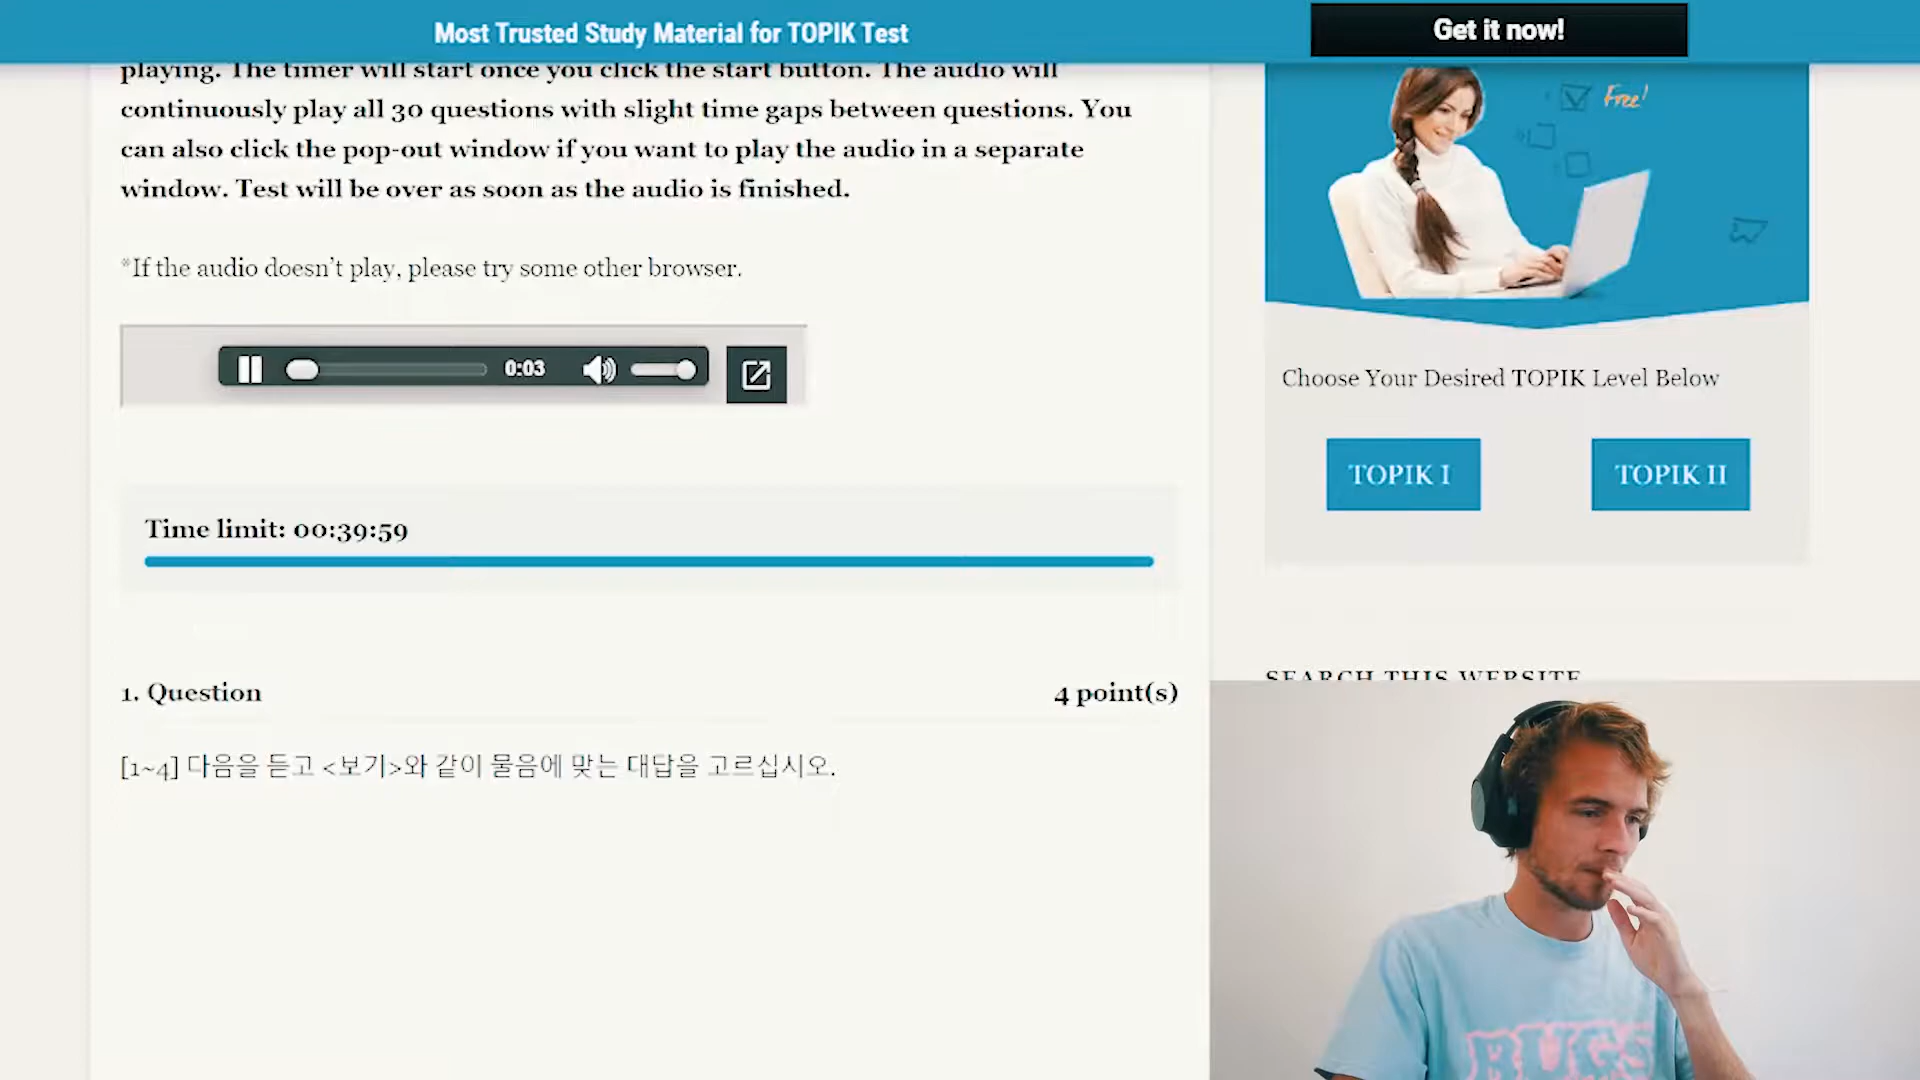 Most Trusted Study Material for TOPIK Test
Get it now!
playing. The timer will start once you click the start button. The audio will
continuously play all 30 questions with slight time gaps between questions. You
can also click the pop-out window if you want to play the audio in a separate
window. Test will be over as soon as the audio is finished.
*If the audio doesn't play, please try some other browser.
0:03
Time limit: 00:39:59
1. Question
4 point(s)
[1~4] 다음을 듣고 <보기>와 같이 물음에 맞는 대답을 고르십시오.
Free!
Choose Your Desired TOPIK Level Below
TOPIK I
TOPIK II
SEARCH THIS WEBSITE
BUGS